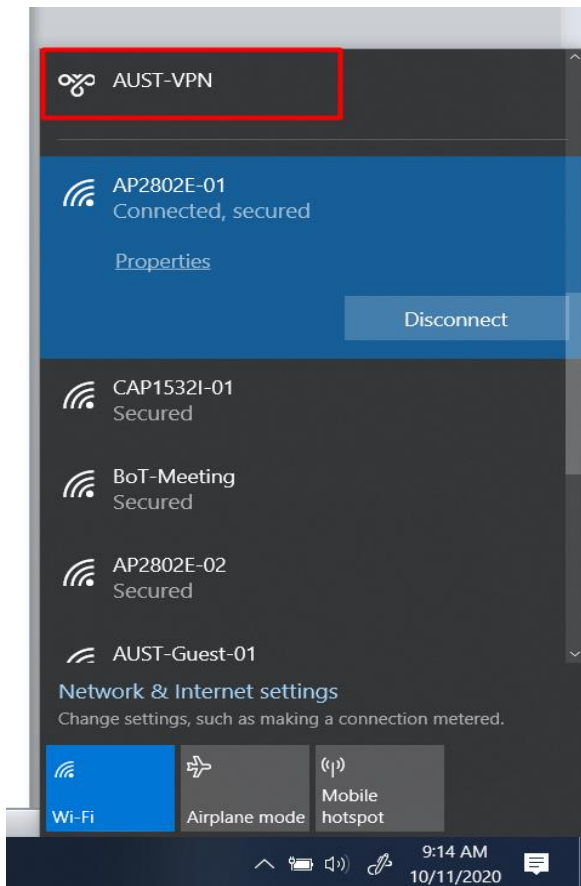 AUST-VPN
AP2802E-01
Connected, secured
Properties
Disconnect
CAP1532I-01
Secured
BoT-Meeting
Secured
AP2802E-02
Secured
AUST-Guest-01
Network & Internet settings
Change settings, such as making a connection metered.
Wi-Fi
Airplane mode
Mobile
hotspot
9:14 AM
10/11/2020